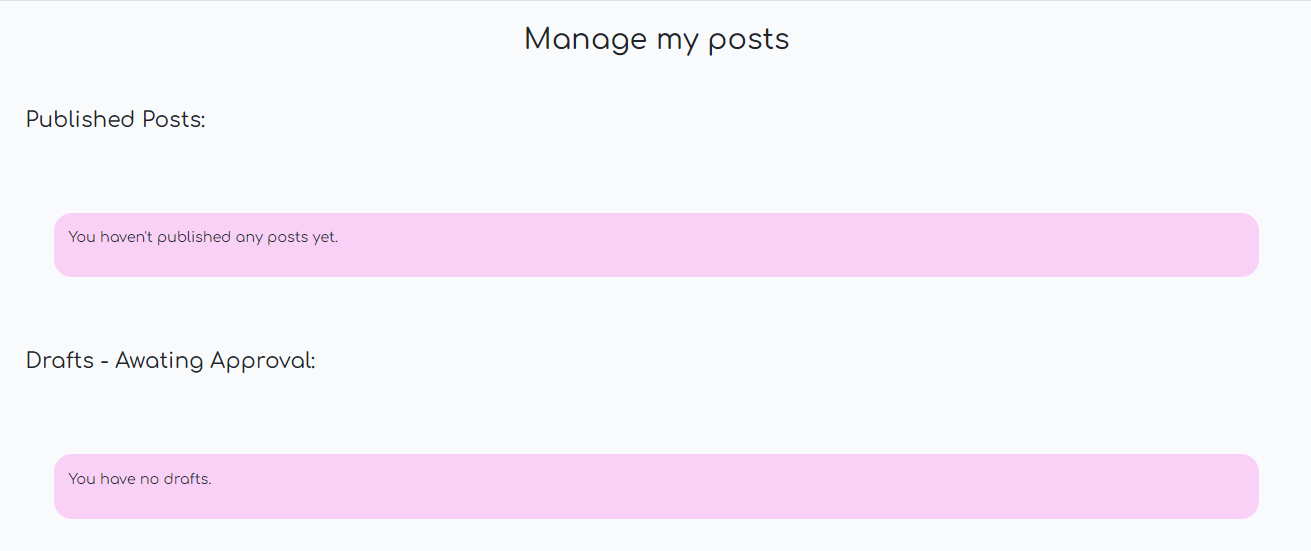 Manage my posts
Published Posts:
You haven't published any posts yet.
Drafts - Awating Approval:
You have no drafts.